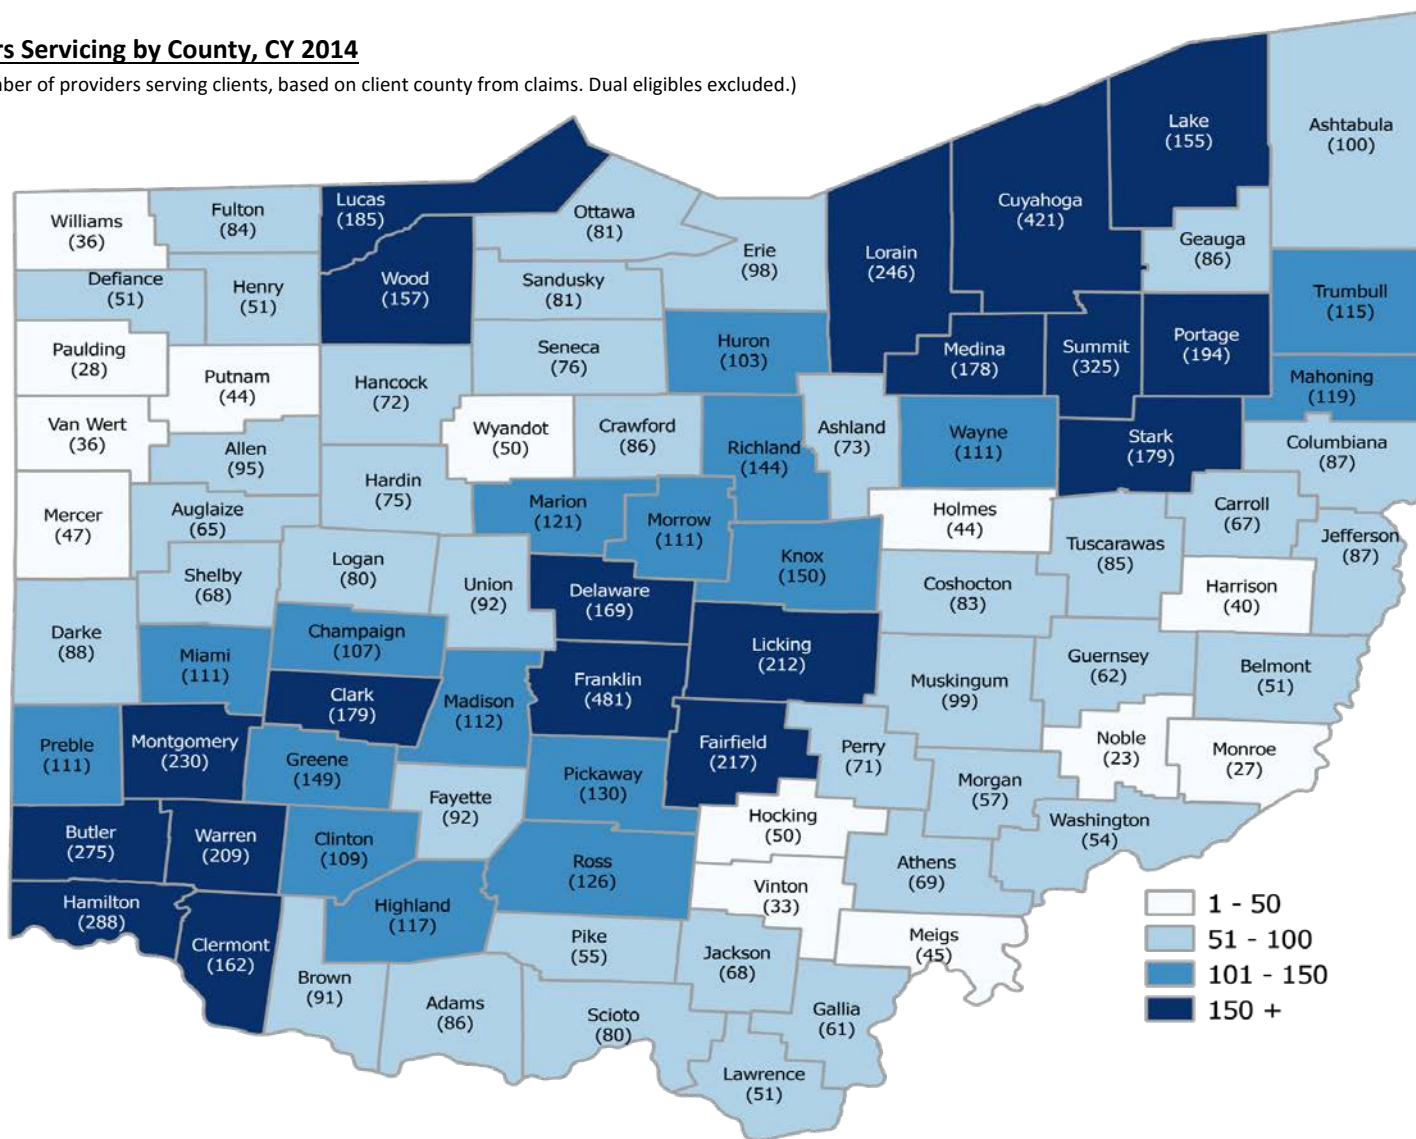 rs Servicing by County, CY 2014
nber of providers serving clients, based on client county from claims. Dual eligibles excluded.)
Lake
(155)
Ashtabula
(100)
Lucas
(185)
Cuyahoga
(421)
Williams
(36)
Fulton
(84)
Ottawa
(81)
Geauga
(86)
Erie
(98)
Lorain
(246)
Defiance
(51)
Henry
(51)
Wood
(157)
Sandusky
(81)
Trumbull
(115)
Paulding
(28)
Seneca
(76)
Huron
(103)
Medina
(178)
Summit
(325)
Portage
(194)
Putnam
(44)
Hancock
(72)
Mahoning
(119)
Van Wert
(36)
Allen
(95)
Wyandot
(50)
Crawford
(86)
Richland
(144)
Ashland
(73)
Wayne
(111)
Stark
(179)
Columbiana
(87)
Hardin
(75)
Mercer
(47)
Auglaize
(65)
Marion
(121)
Morrow
(111)
Holmes
(44)
Carroll
(67)
Jefferson
(87)
Tuscarawas
(85)
Logan
(80)
Shelby
(68)
Union
(92)
Knox
(150)
Delaware
(169)
Coshocton
(83)
Harrison
(40)
Darke
(88)
Champaign
(107)
Miami
(111)
Licking
(212)
Guernsey
(62)
Belmont
(51)
Clark
(179)
Madison
(112)
Franklin
(481)
Muskingum
(99)
Preble
(111)
Montgomery
(230)
Greene
(149)
Fairfield
(217)
Perry
(71)
Noble
(23)
Monroe
(27)
Pickaway
(130)
Fayette
(92)
Morgan
(57)
Hocking
(50)
Washington
(54)
Butler
(275)
Warren
(209)
Clinton
(109)
Ross
(126)
Athens
(69)
Vinton
(33)
Hamilton
(288)
Highland
(117)
Clermont
(162)
Pike
(55)
Jackson
(68)
Meigs
(45)
Brown
(91)
Adams
(86)
Scioto
(80)
Gallia
(61)
Lawrence
(51)
1 - 50
51 - 100
101 - 150
150 +